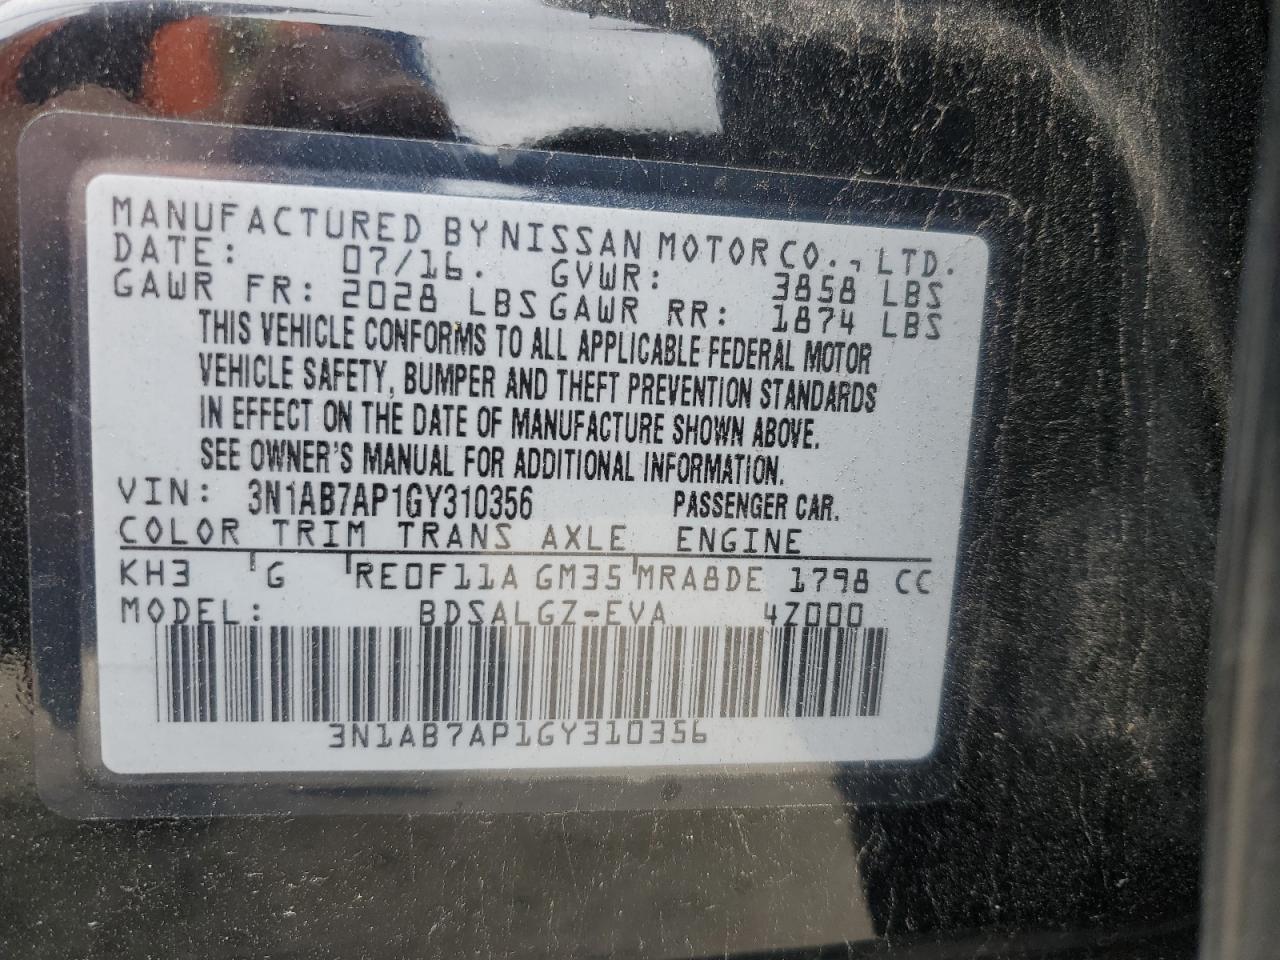 MANUFACTURED BY NISSAN MOTOR CO., LTD.
DATE: 07/16. GVWR: 3858 LBS
GAWR FR: 2028 LBS GAWR RR: 1874 LBS
THIS VEHICLE CONFORMS TO ALL APPLICABLE FEDERAL MOTOR
VEHICLE SAFETY, BUMPER AND THEFT PREVENTION STANDARDS
IN EFFECT ON THE DATE OF MANUFACTURE SHOWN ABOVE.
SEE OWNER'S MANUAL FOR ADDITIONAL INFORMATION.
VIN: 3N1AB7AP1GY310356 PASSENGER CAR.
COLOR TRIM TRANS AXLE ENGINE
KH3 G RE0F11A GM35 MRA8DE 1798 CC
MODEL: BDSALGZ-EVA 4Z000
3N1AB7AP1GY310356